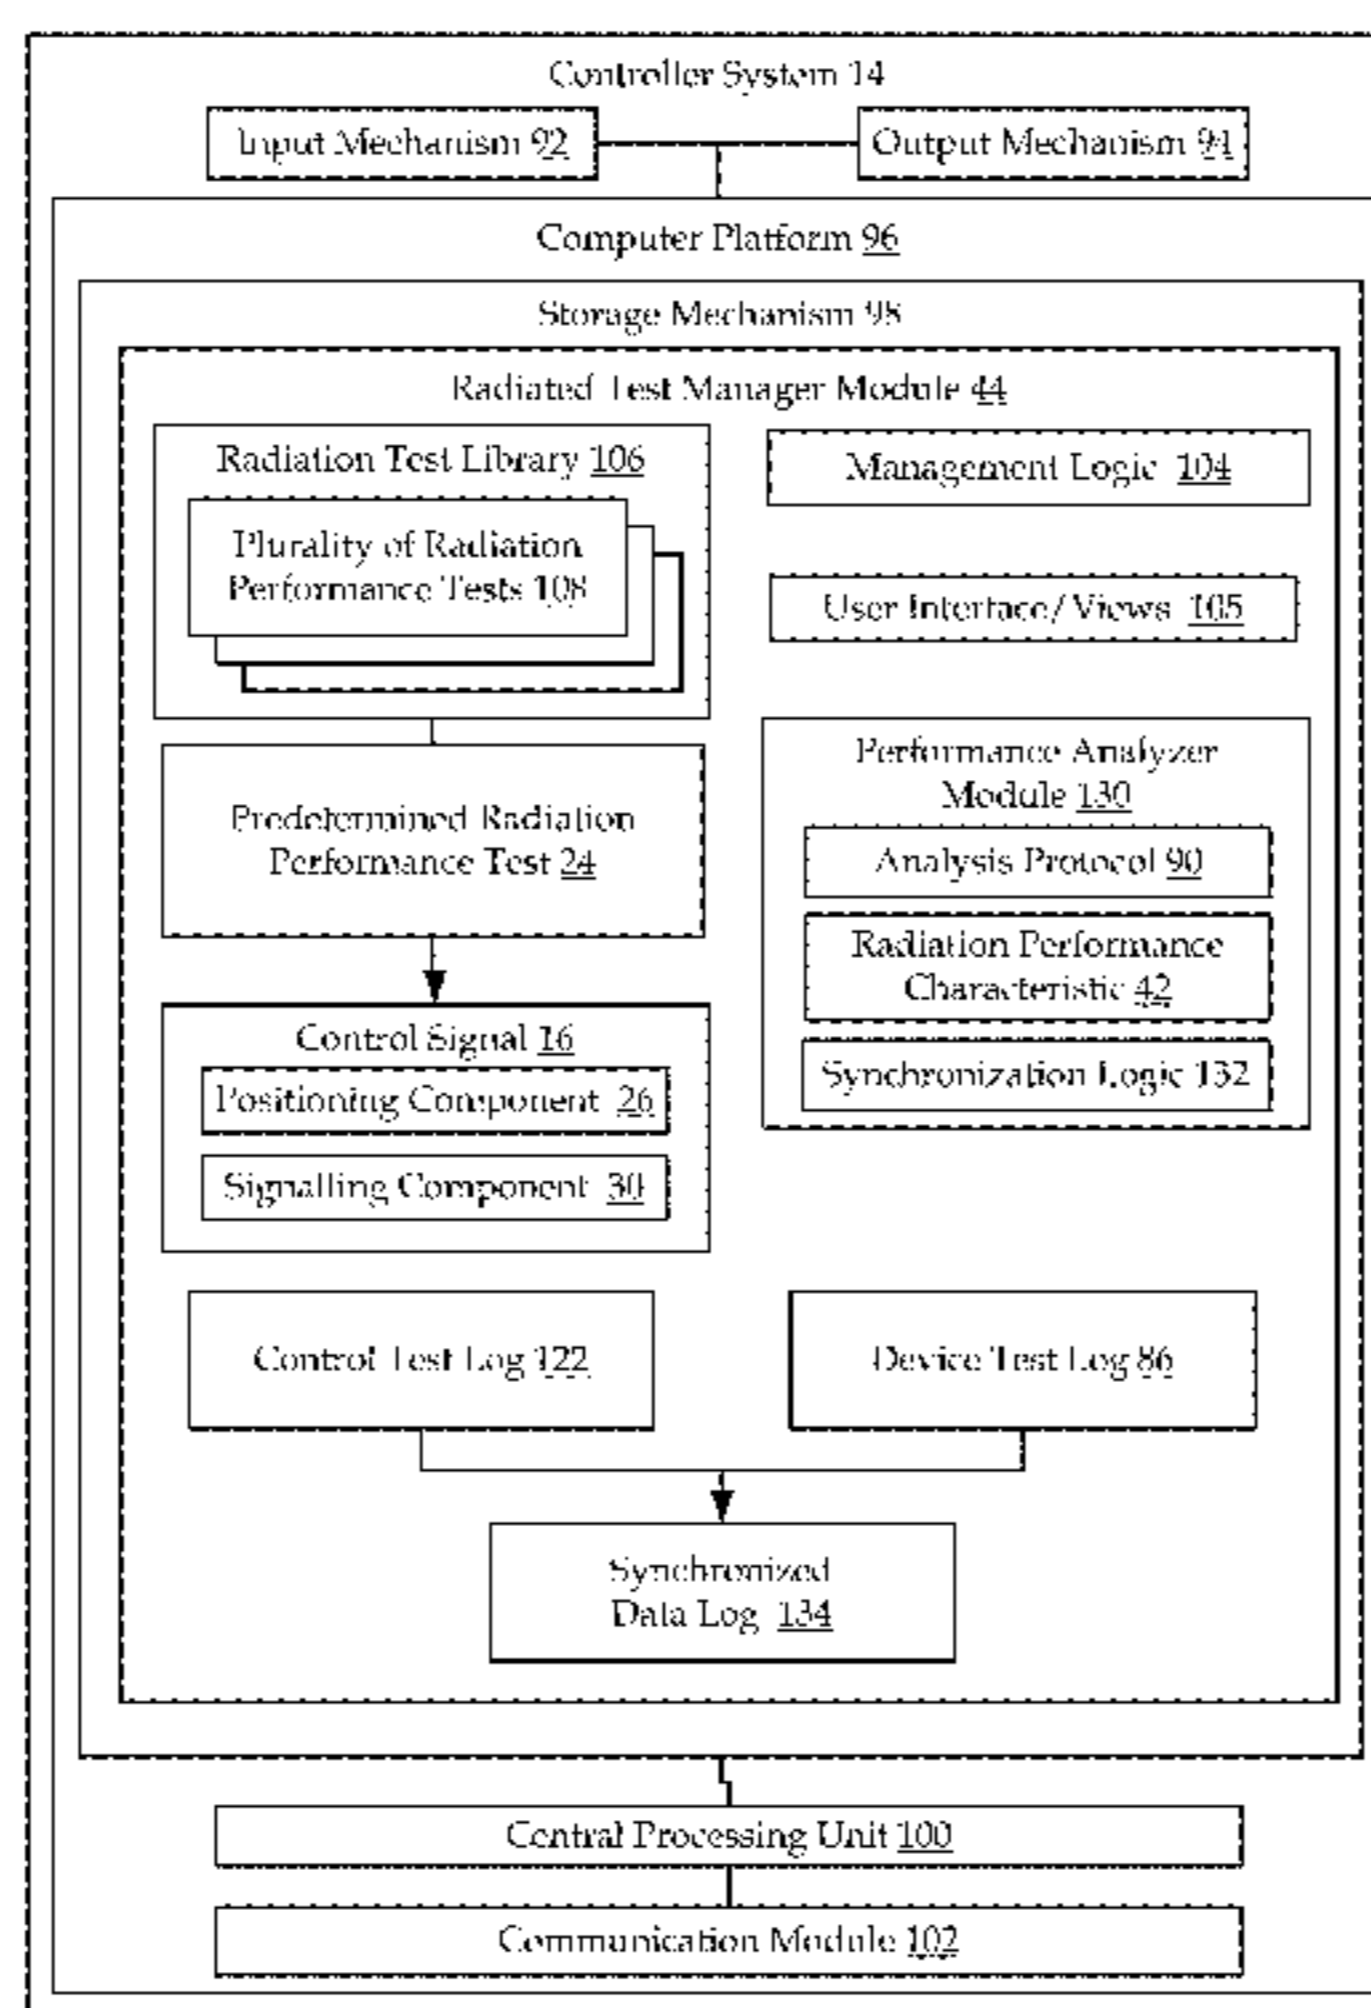 Controller System 14
Input Mechanism 92
Output Mechanism 94
Computer Platform 96
Storage Mechanism 98
Radiated Test Manager Module 44
Radiation Test Library 106
Plurality of Radiation
Performance Tests 108
Management Logic 104
User Interface/Views 105
Predetermined Radiation
Performance Test 24
Performance Analyzer
Module 130
Analysis Protocol 90
Radiation Performance
Characteristic 42
Synchronization Logic 132
Control Signal 16
Positioning Component 26
Signalling Component 30
Control Test Log 122
Device Test Log 86
Synchronized
Data Log 134
Central Processing Unit 100
Communication Module 102